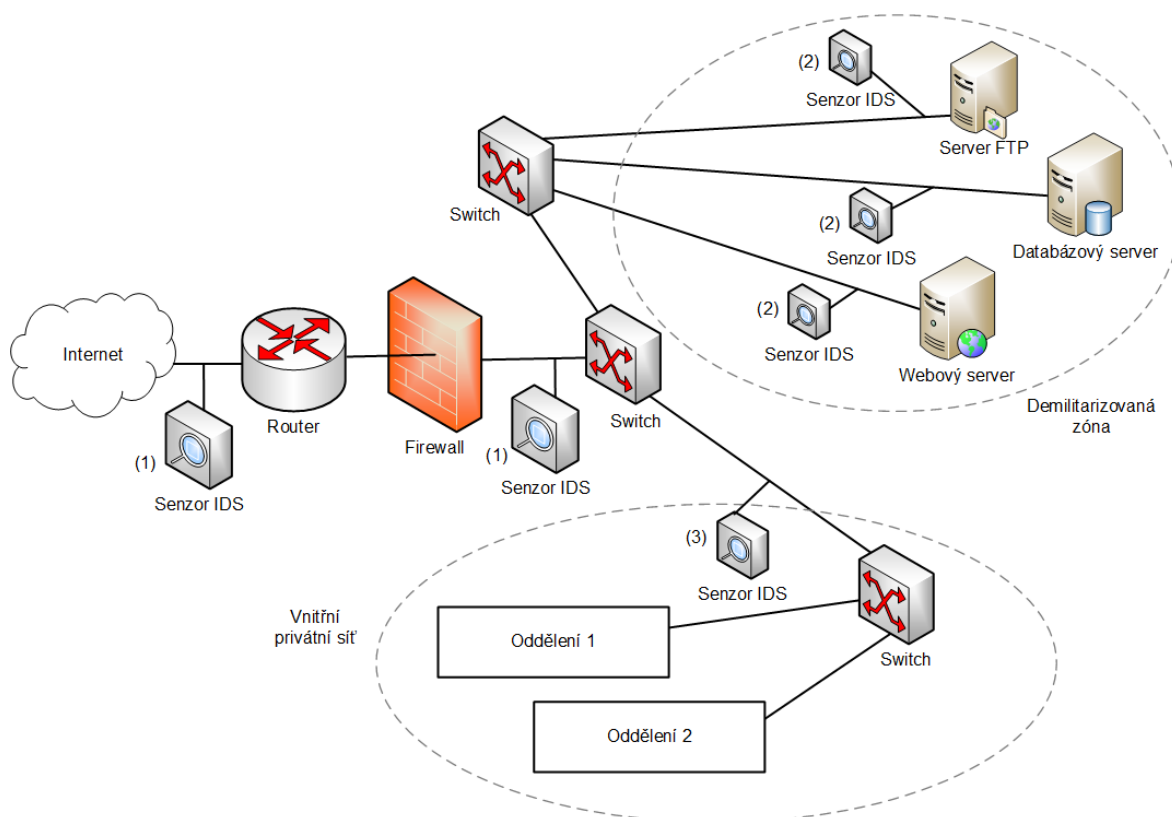 (2)
Senzor IDS
Server FTP
Switch
(2)
Senzor IDS
Databázový server
(2)
Senzor IDS
Webový server
Demilitarizovaná
zóna
Internet
Router
Firewall
Switch
(1)
Senzor IDS
(1)
Senzor IDS
(3)
Senzor IDS
Vnitřní
privátní síť
Oddělení 1
Switch
Oddělení 2